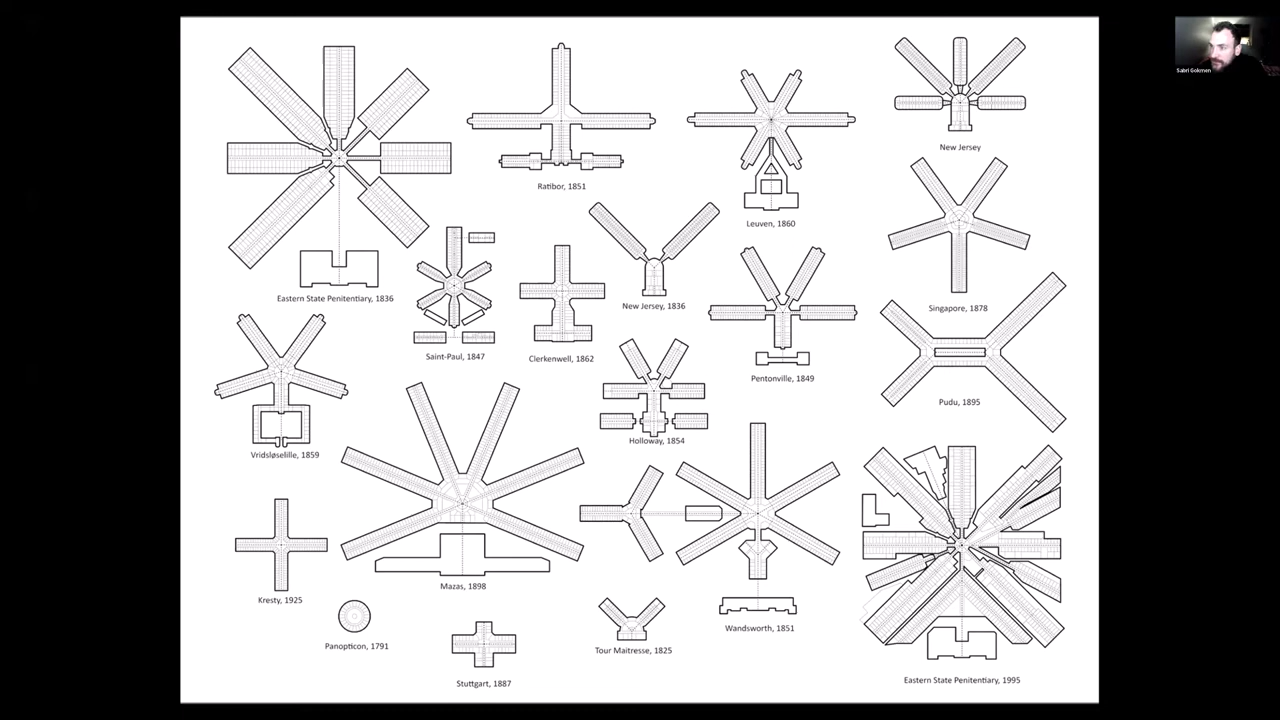 Sabri Gokmen
New Jersey
Ratibor, 1851
Leuven, 1860
Eastern State Penitentiary, 1836
New Jersey, 1836
Singapore, 1878
Saint-Paul, 1847
Clerkenwell, 1862
Pentonville, 1849
Pudu, 1895
Holloway, 1854
Vridsløselille, 1859
Mazas, 1898
Kresty, 1925
Wandsworth, 1851
Panopticon, 1791
Tour Maitresse, 1825
Stuttgart, 1887
Eastern State Penitentiary, 1995